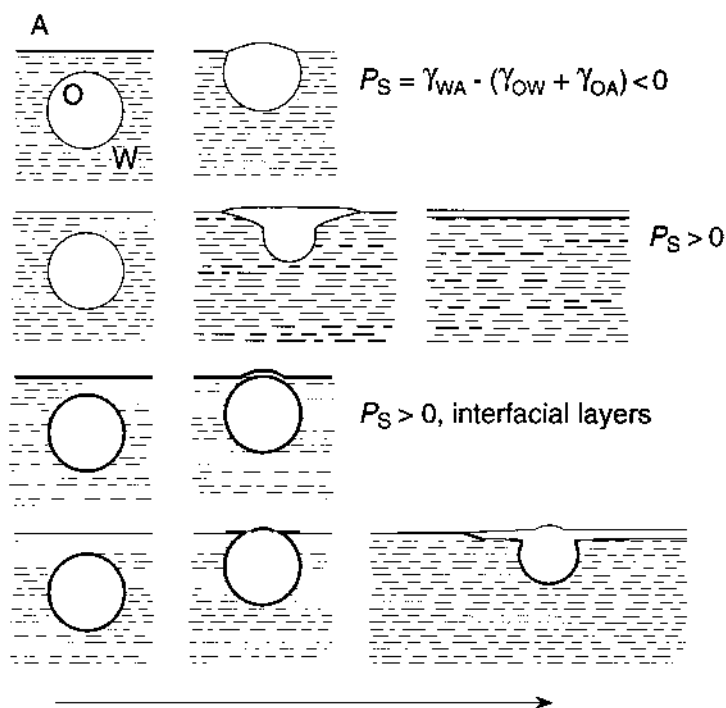 A
O
W
P_S = γ_WA - (γ_OW + γ_OA) < 0
P_S > 0
P_S > 0, interfacial layers